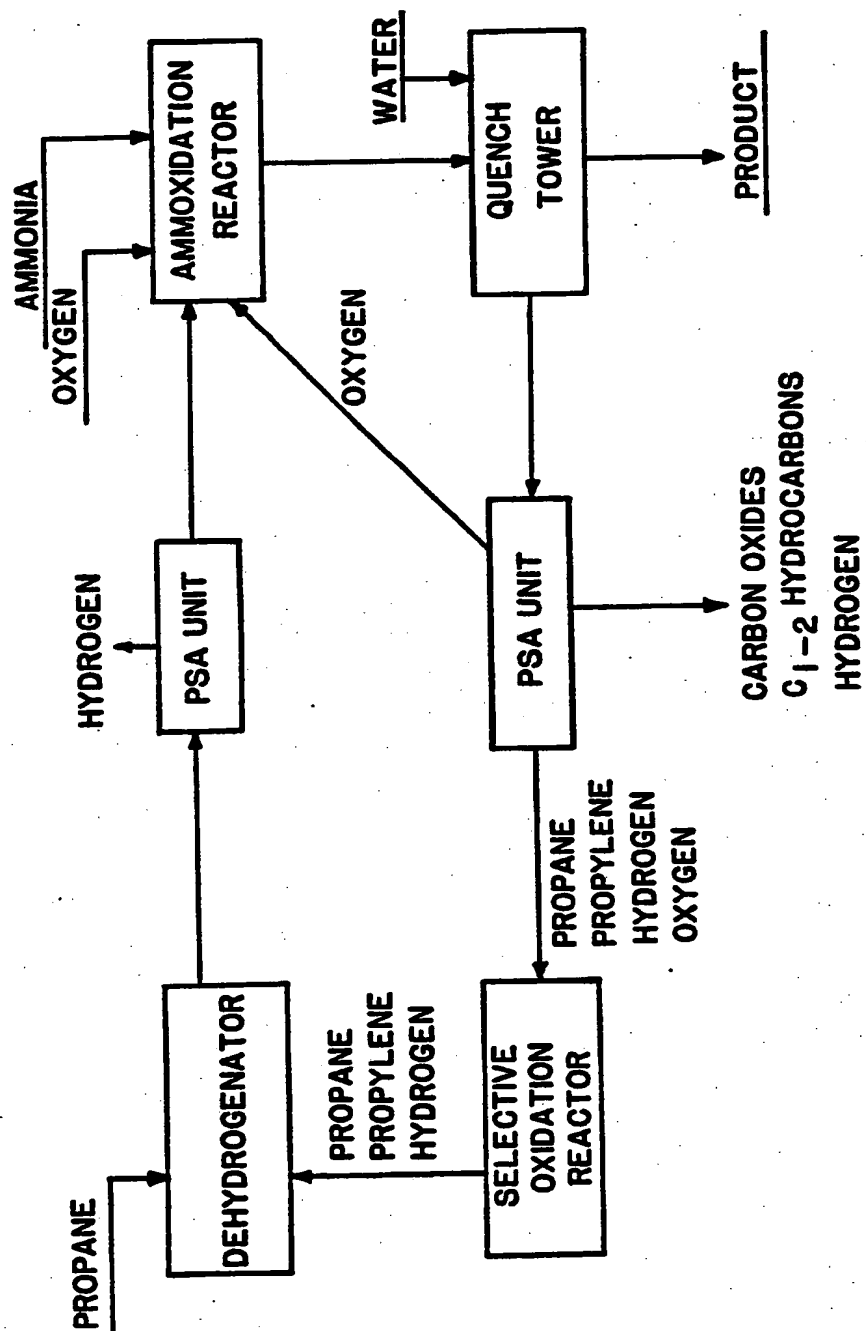 AMMONIA
OXYGEN
PROPANE
HYDROGEN
DEHYDROGENATOR
PSA UNIT
AMMOXIDATION
REACTOR
PROPANE
PROPYLENE
HYDROGEN
OXYGEN
WATER
SELECTIVE
OXIDATION
REACTOR
PSA UNIT
QUENCH
TOWER
PROPANE
PROPYLENE
HYDROGEN
OXYGEN
PRODUCT
CARBON OXIDES
C1-2 HYDROCARBONS
HYDROGEN